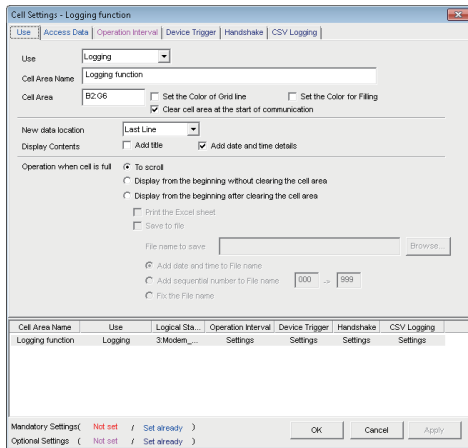 Cell Settings - Logging function
Use Access Data Operation Interval Device Trigger Handshake CSV Logging
Use Logging
Cell Area Name Logging function
Cell Area B2:G6 Set the Color of Grid line Set the Color for Filling
Clear cell area at the start of communication
New data location Last Line
Display Contents Add title Add date and time details
Operation when cell is full To scroll
Display from the beginning without clearing the cell area
Display from the beginning after clearing the cell area
Print the Excel sheet
Save to file
File name to save Browse...
Add date and time to File name
Add sequential number to File name 000 -> 999
Fix the File name
Cell Area Name Use Logical Sta... Operation Interval Device Trigger Handshake CSV Logging
Logging function Logging 3:Modem_... Settings Settings Settings Settings
Mandatory Settings( Not set / Set already )
OK Cancel Apply
Optional Settings ( Not set / Set already )